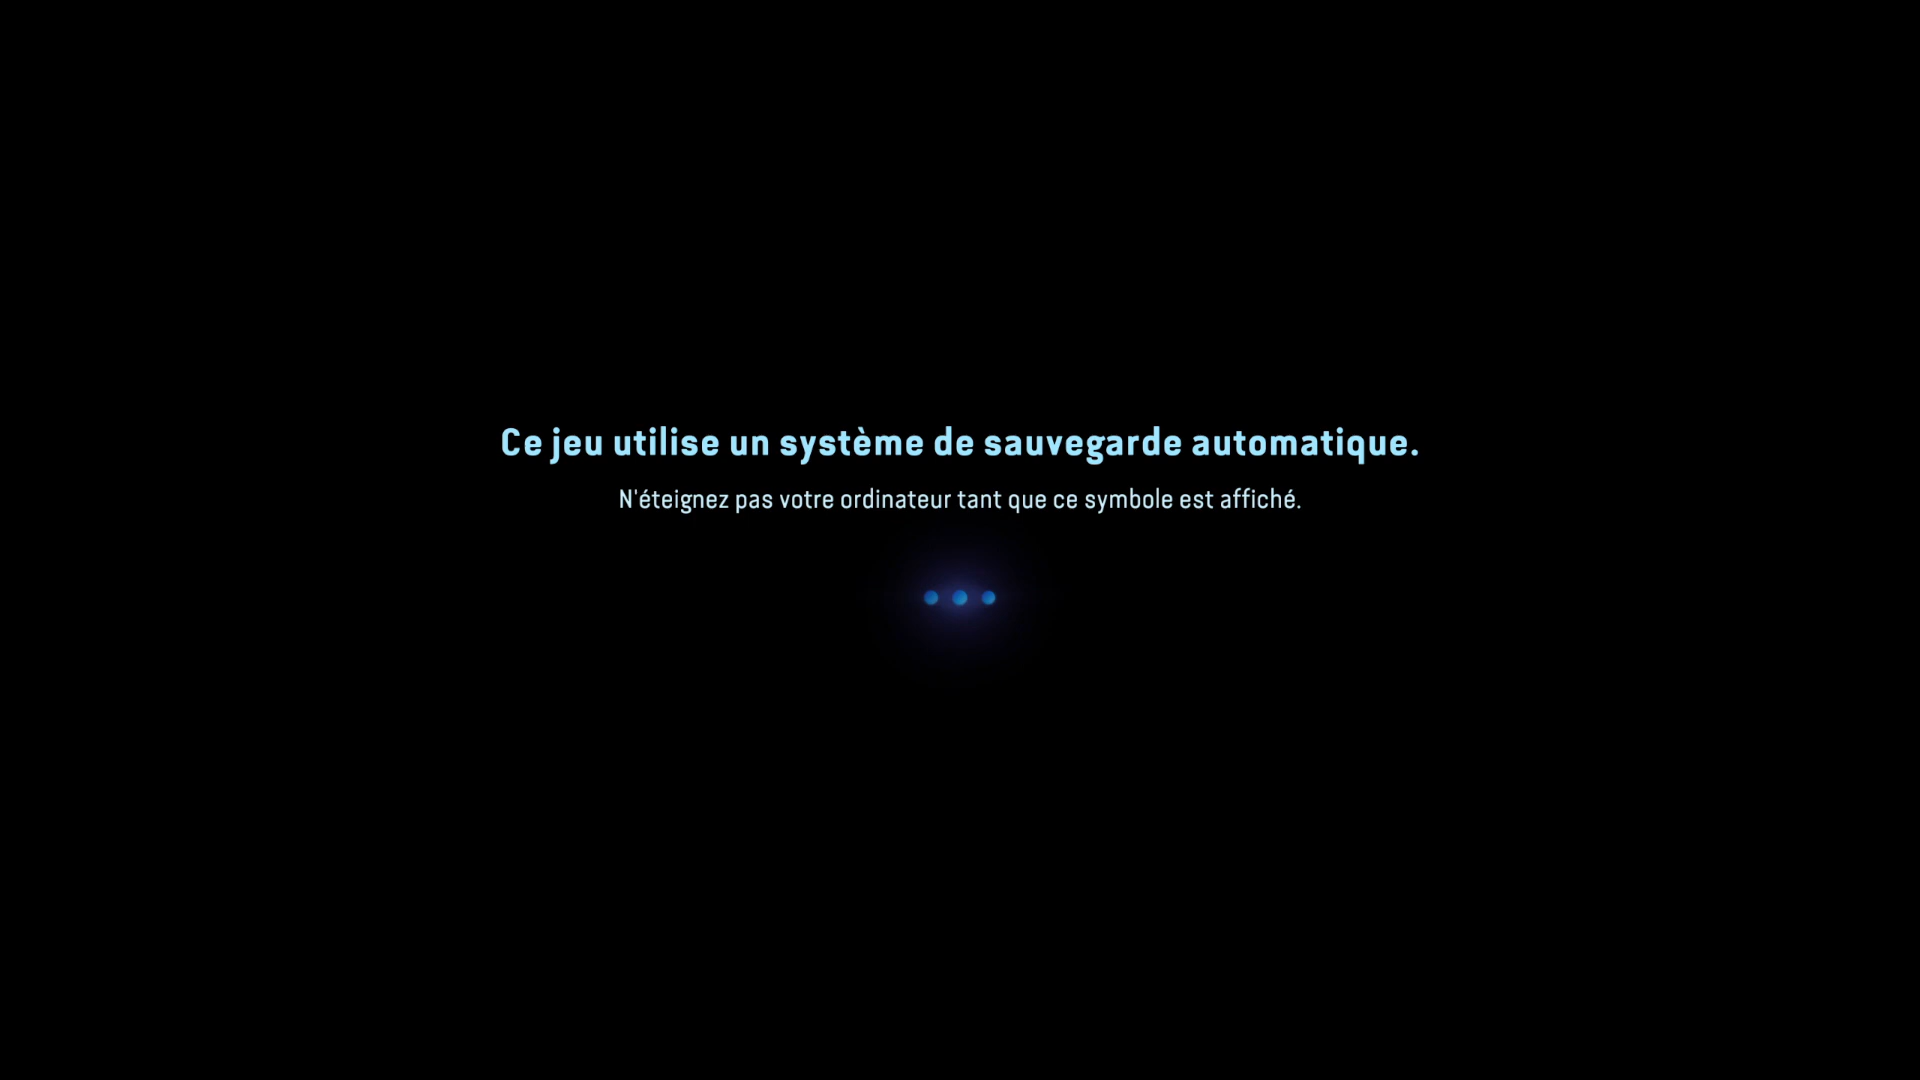 Ce jeu utilise un système de sauvegarde automatique.
N'éteignez pas votre ordinateur tant que ce symbole est affiché.